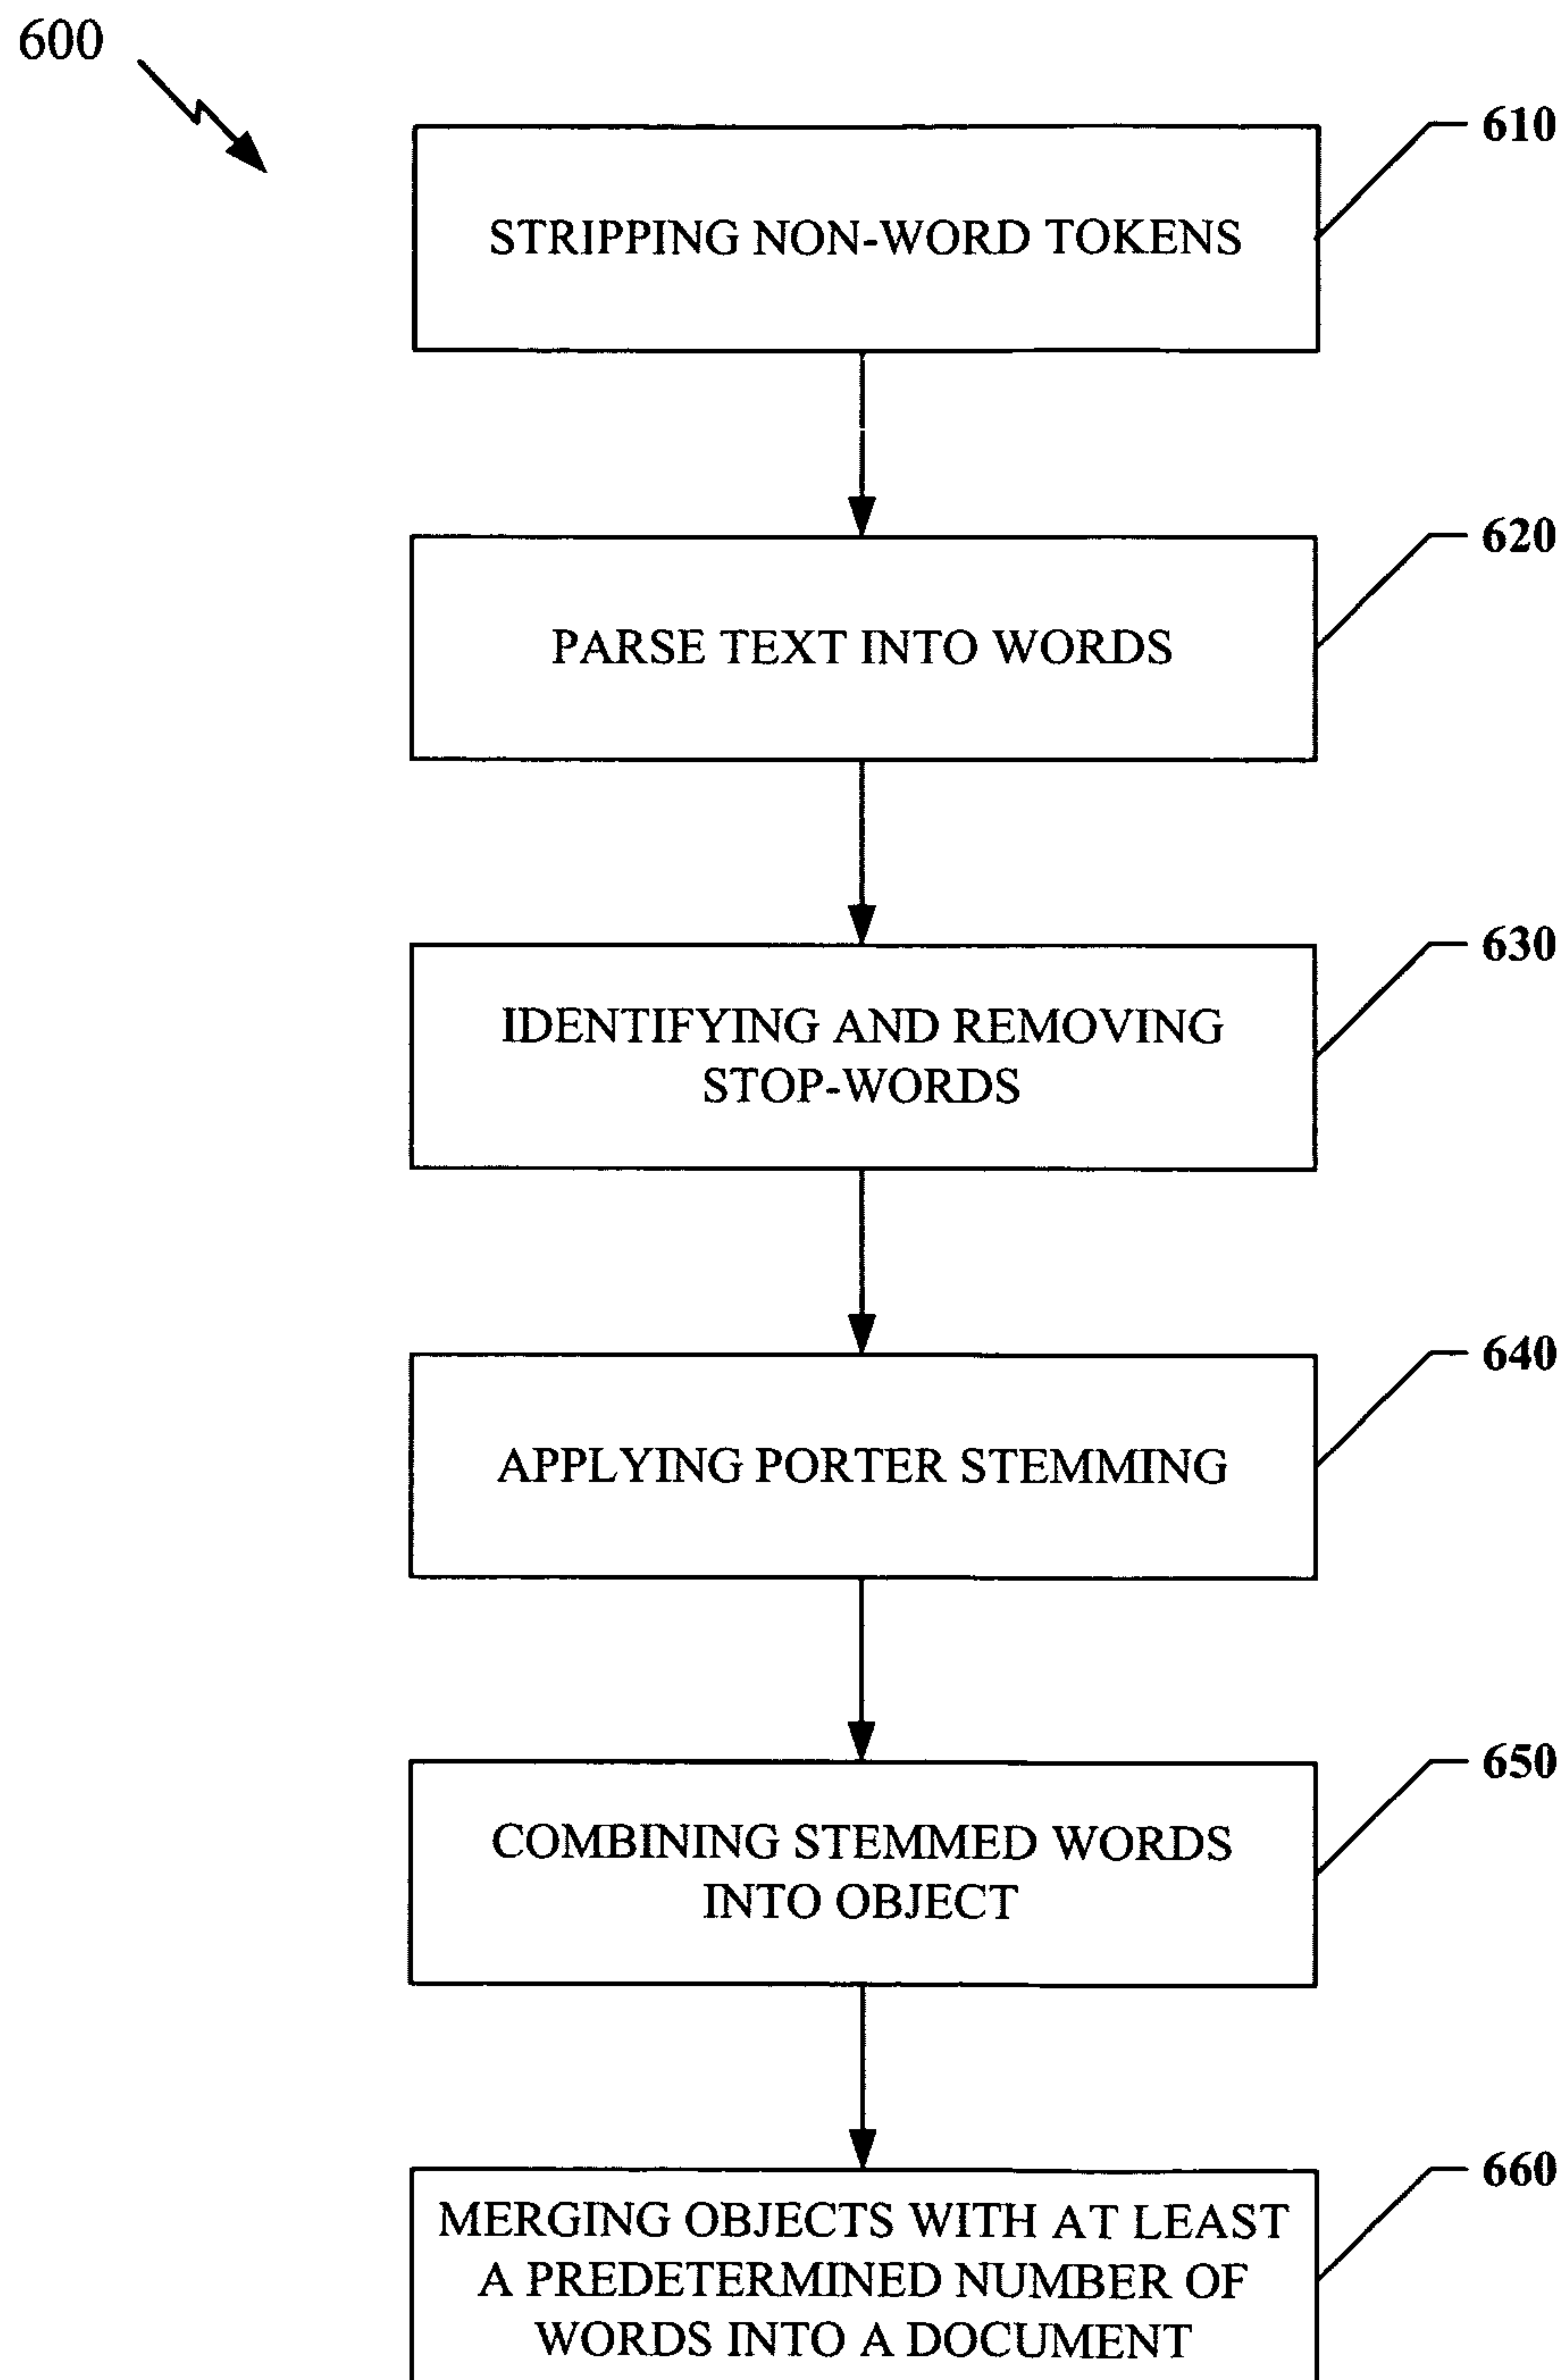 600
610
STRIPPING NON-WORD TOKENS
620
PARSE TEXT INTO WORDS
630
IDENTIFYING AND REMOVING
STOP-WORDS
640
APPLYING PORTER STEMMING
650
COMBINING STEMMED WORDS
INTO OBJECT
660
MERGING OBJECTS WITH AT LEAST
A PREDETERMINED NUMBER OF
WORDS INTO A DOCUMENT